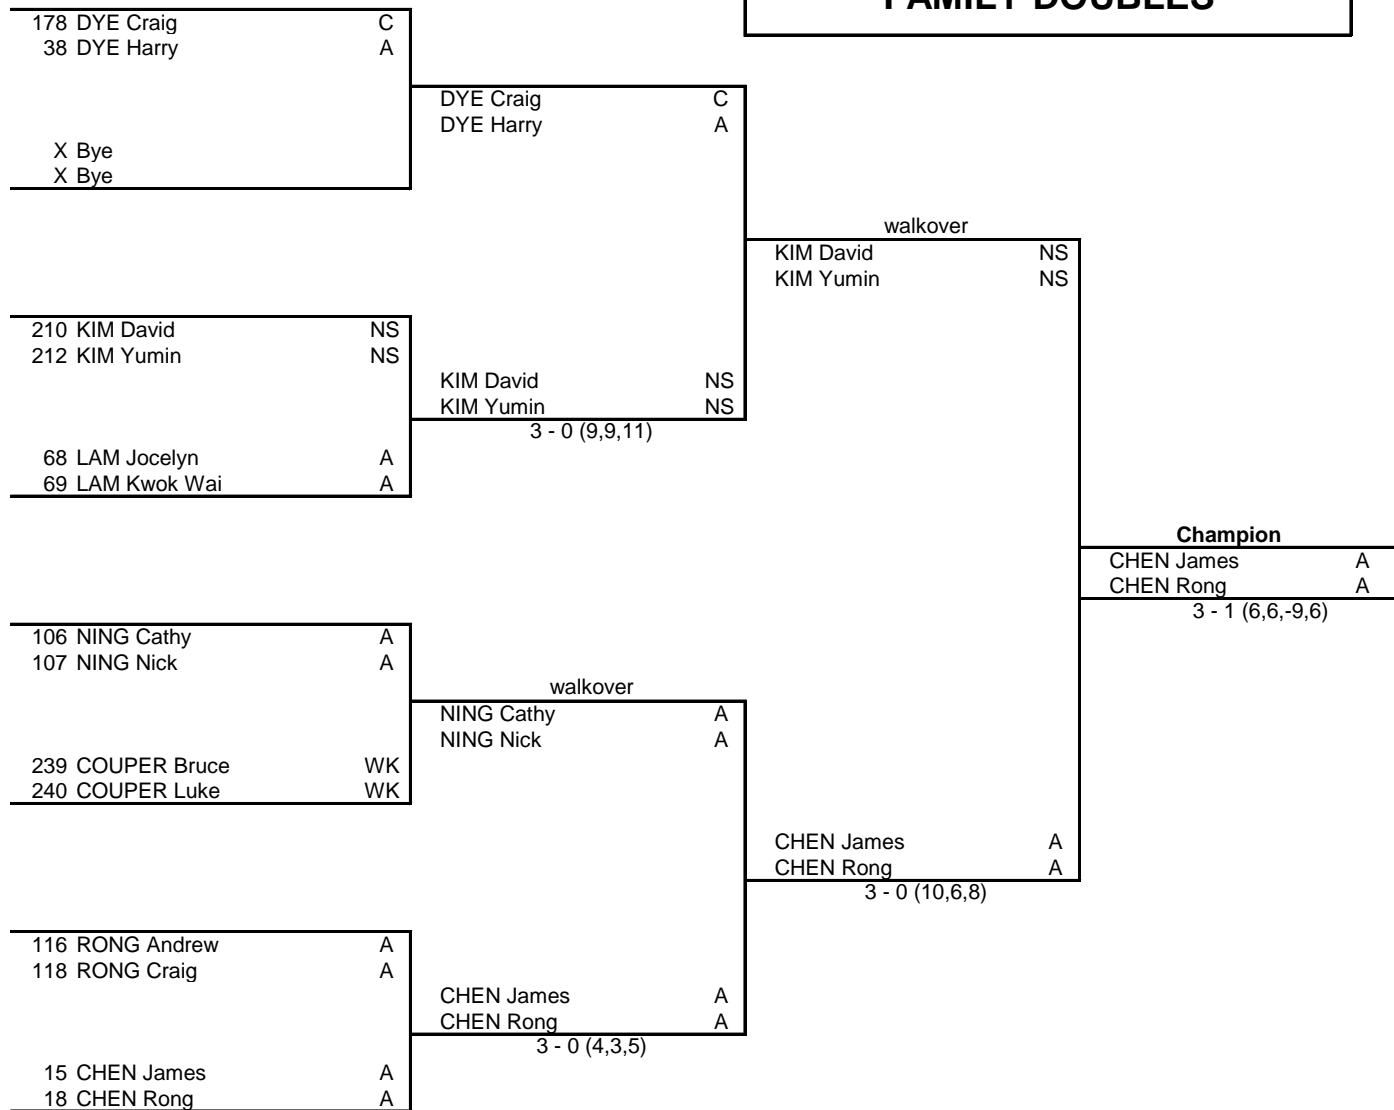 FAMILY DOUBLES
178 DYE Craig C
38 DYE Harry A
X Bye
X Bye
210 KIM David NS
212 KIM Yumin NS
68 LAM Jocelyn A
69 LAM Kwok Wai A
106 NING Cathy A
107 NING Nick A
239 COUPER Bruce WK
240 COUPER Luke WK
116 RONG Andrew A
118 RONG Craig A
15 CHEN James A
18 CHEN Rong A
DYE Craig C
DYE Harry A
KIM David NS
KIM Yumin NS
3 - 0 (9,9,11)
walkover
NING Cathy A
NING Nick A
CHEN James A
CHEN Rong A
3 - 0 (4,3,5)
walkover
KIM David NS
KIM Yumin NS
CHEN James A
CHEN Rong A
3 - 0 (10,6,8)
Champion
CHEN James A
CHEN Rong A
3 - 1 (6,6,-9,6)